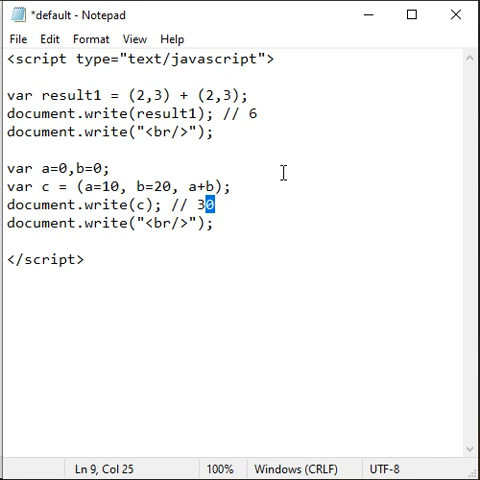 *default - Notepad
File Edit Format View Help
<script type="text/javascript">
var result1 = (2,3) + (2,3);
document.write(result1); // 6
document.write("<br/>");
var a=0,b=0;
var c = (a=10, b=20, a+b);
document.write(c); // 30
document.write("<br/>");
</script>
Ln 9, Col 25 100% Windows (CRLF) UTF-8